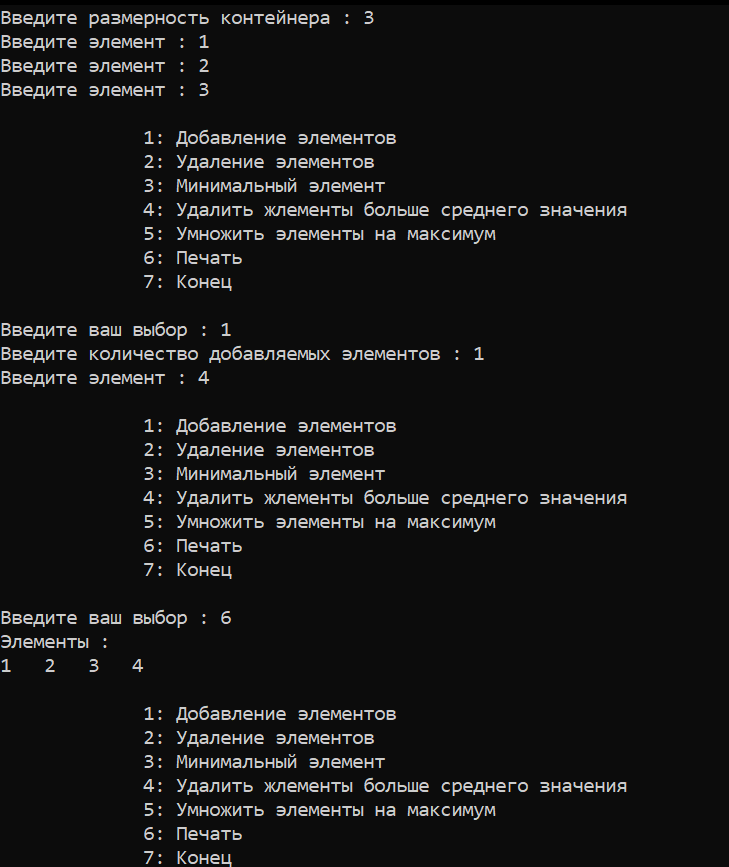 Введите размерность контейнера : 3
Введите элемент : 1
Введите элемент : 2
Введите элемент : 3
1: Добавление элементов
2: Удаление элементов
3: Минимальный элемент
4: Удалить жлементы больше среднего значения
5: Умножить элементы на максимум
6: Печать
7: Конец
Введите ваш выбор : 1
Введите количество добавляемых элементов : 1
Введите элемент : 4
1: Добавление элементов
2: Удаление элементов
3: Минимальный элемент
4: Удалить жлементы больше среднего значения
5: Умножить элементы на максимум
6: Печать
7: Конец
Введите ваш выбор : 6
Элементы :
1   2   3   4
1: Добавление элементов
2: Удаление элементов
3: Минимальный элемент
4: Удалить жлементы больше среднего значения
5: Умножить элементы на максимум
6: Печать
7: Конец